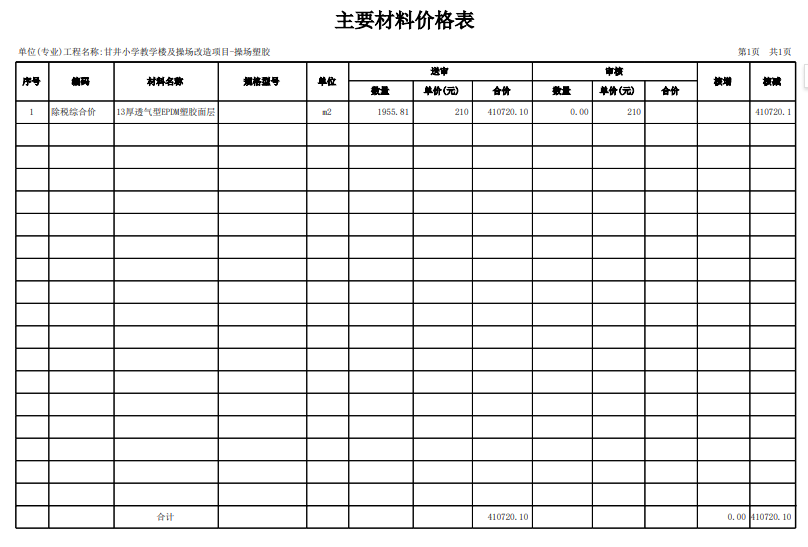 主要材料价格表
单位(专业)工程名称:甘井小学教学楼及操场改造项目-操场塑胶 第1页 共1页
序号 编码 材料名称 规格型号 单位 送审 审核 核增 核减
数量 单价(元) 合价 数量 单价(元) 合价
1 除税综合价 13厚透气型EPDM塑胶面层 m2 1955.81 210 410720.10 0.00 210 410720.1
合计 410720.10 0.00 410720.10